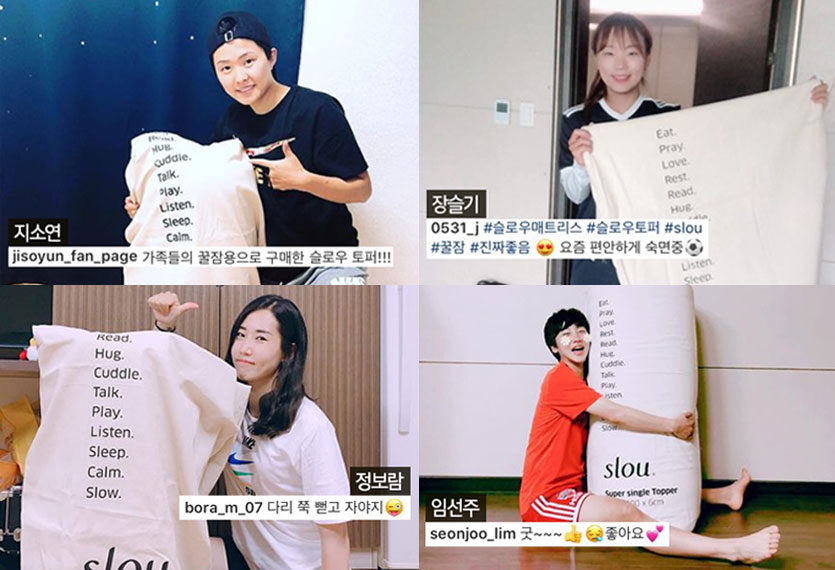 Read.
Hug.
Cuddle.
Talk.
Play.
Listen.
Sleep.
Calm.
지소연
jisoyun_fan_page 가족들의 꿀잠용으로 구매한 슬로우 토퍼!!!
Eat.
Pray.
Love.
Rest.
Read.
Hug.
장슬기
0531_j #슬로우매트리스 #슬로우토퍼 #slou
#꿀잠 #진짜좋음 😍 요즘 편안하게 숙면중⚽
Sleep.
Read.
Hug.
Cuddle.
Talk.
Play.
Listen.
Sleep.
Calm.
Slow.
정보람
bora_m_07 다리 쭉 뻗고 자야지😜
slou
Eat.
Pray.
Love.
Rest.
Read.
Hug.
Cuddle.
Talk.
Play.
Listen.
Slow.
slou.
Super single Topper
x 6cm
임선주
seonjoo_lim 굿~~~👍😪좋아요💕